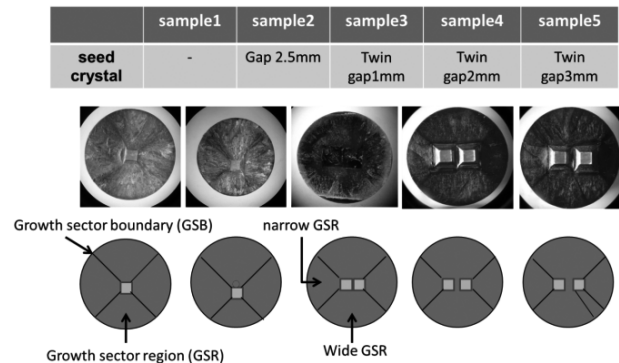 sample1 sample2 sample3 sample4 sample5
seed crystal - Gap 2.5mm Twin gap1mm Twin gap2mm Twin gap3mm
Growth sector boundary (GSB)
narrow GSR
Growth sector region (GSR)
Wide GSR